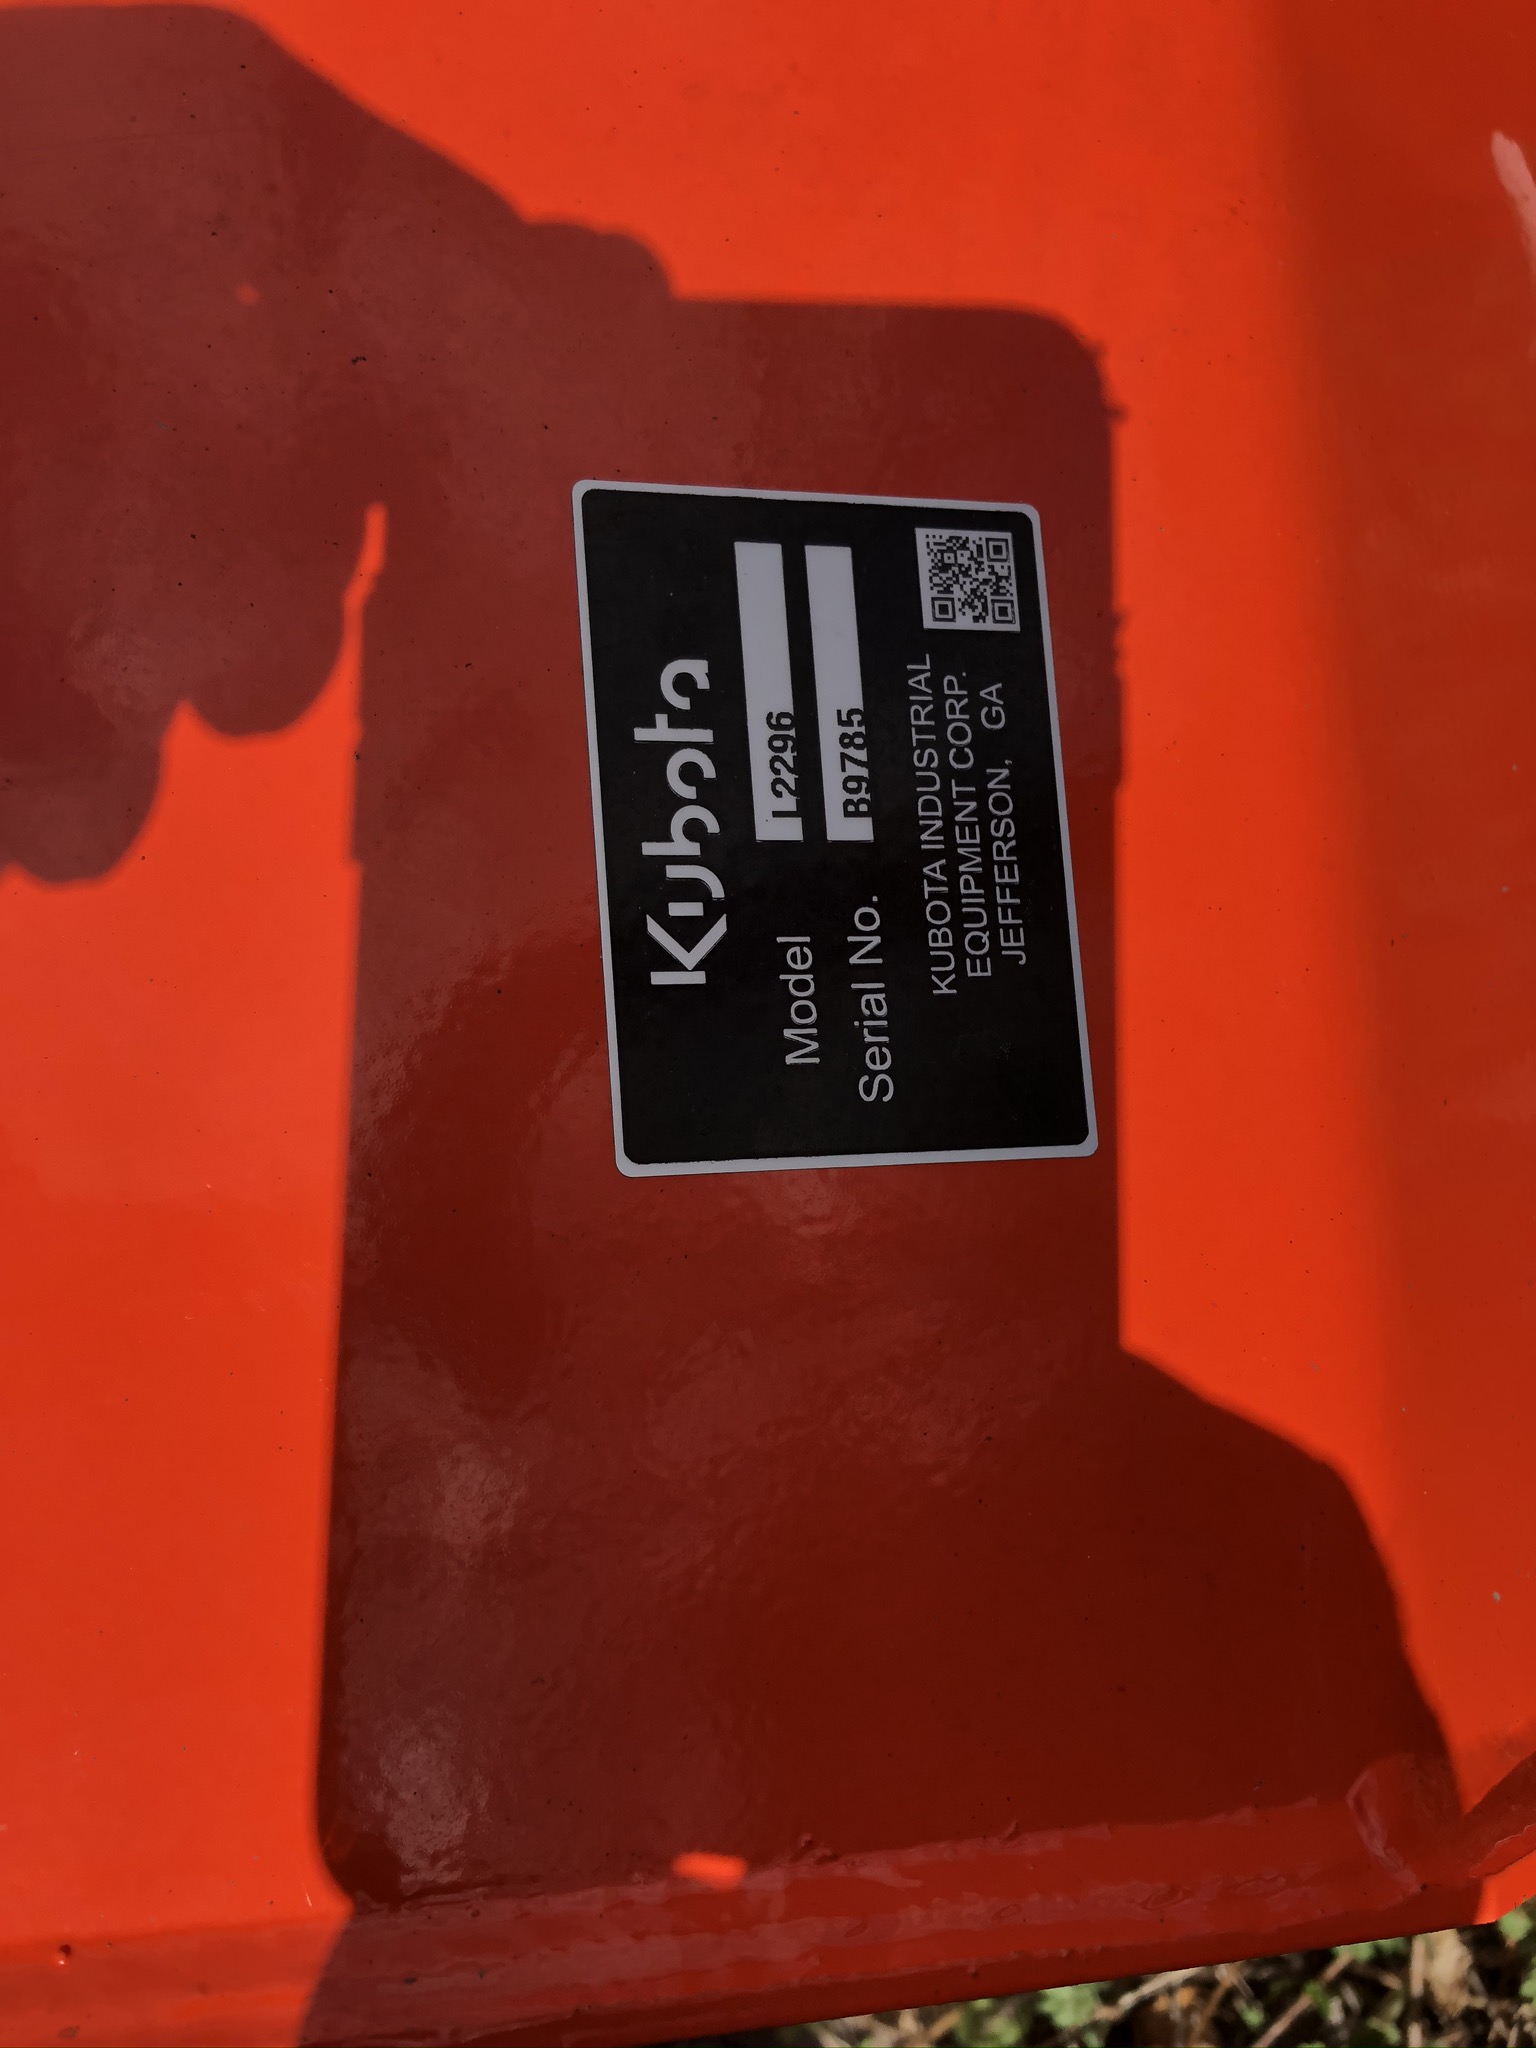 Kubota
Model L2296
Serial No. B9785
KUBOTA INDUSTRIAL
EQUIPMENT CORP.
JEFFERSON, GA